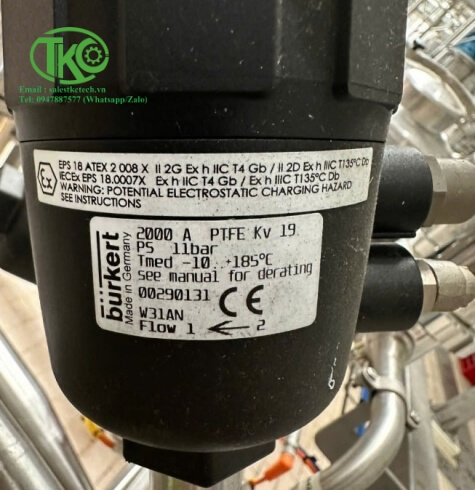 TKC
Email : salestkctech.vn
Tel: 0947887577 (Whatsapp/Zalo)
EPS 18 ATEX 2 008 X II 2G Ex h IIC T4 Gb / II 2D Ex h IIIC T135°C Db
IECEx EPS 18.0007X Ex h IIC T4 Gb / Ex h IIIC T135°C Db
WARNING: POTENTIAL ELECTROSTATIC CHARGING HAZARD
SEE INSTRUCTIONS
bürkert
Made in Germany
2000 A PTFE Kv 19
PS 11bar
Tmed -10..+185°C
see manual for derating
00290131 CE
W31AN
Flow 1 ← 2